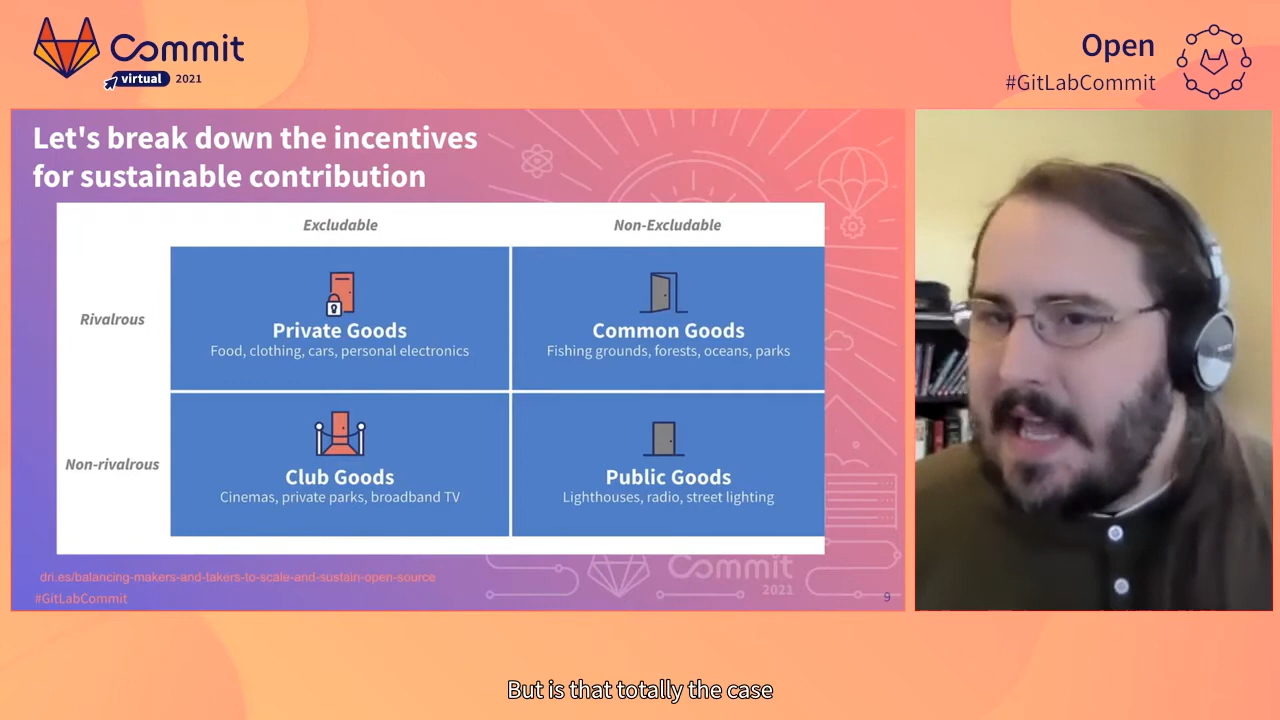 Commit
virtual 2021
Open
#GitLabCommit
Let's break down the incentives
for sustainable contribution
Excludable
Non-Excludable
Rivalrous
Private Goods
Food, clothing, cars, personal electronics
Common Goods
Fishing grounds, forests, oceans, parks
Non-rivalrous
Club Goods
Cinemas, private parks, broadband TV
Public Goods
Lighthouses, radio, street lighting
Commit
2021
dri.es/balancing-makers-and-takers-to-scale-and-sustain-open-source
#GitLabCommit
9
But is that totally the case